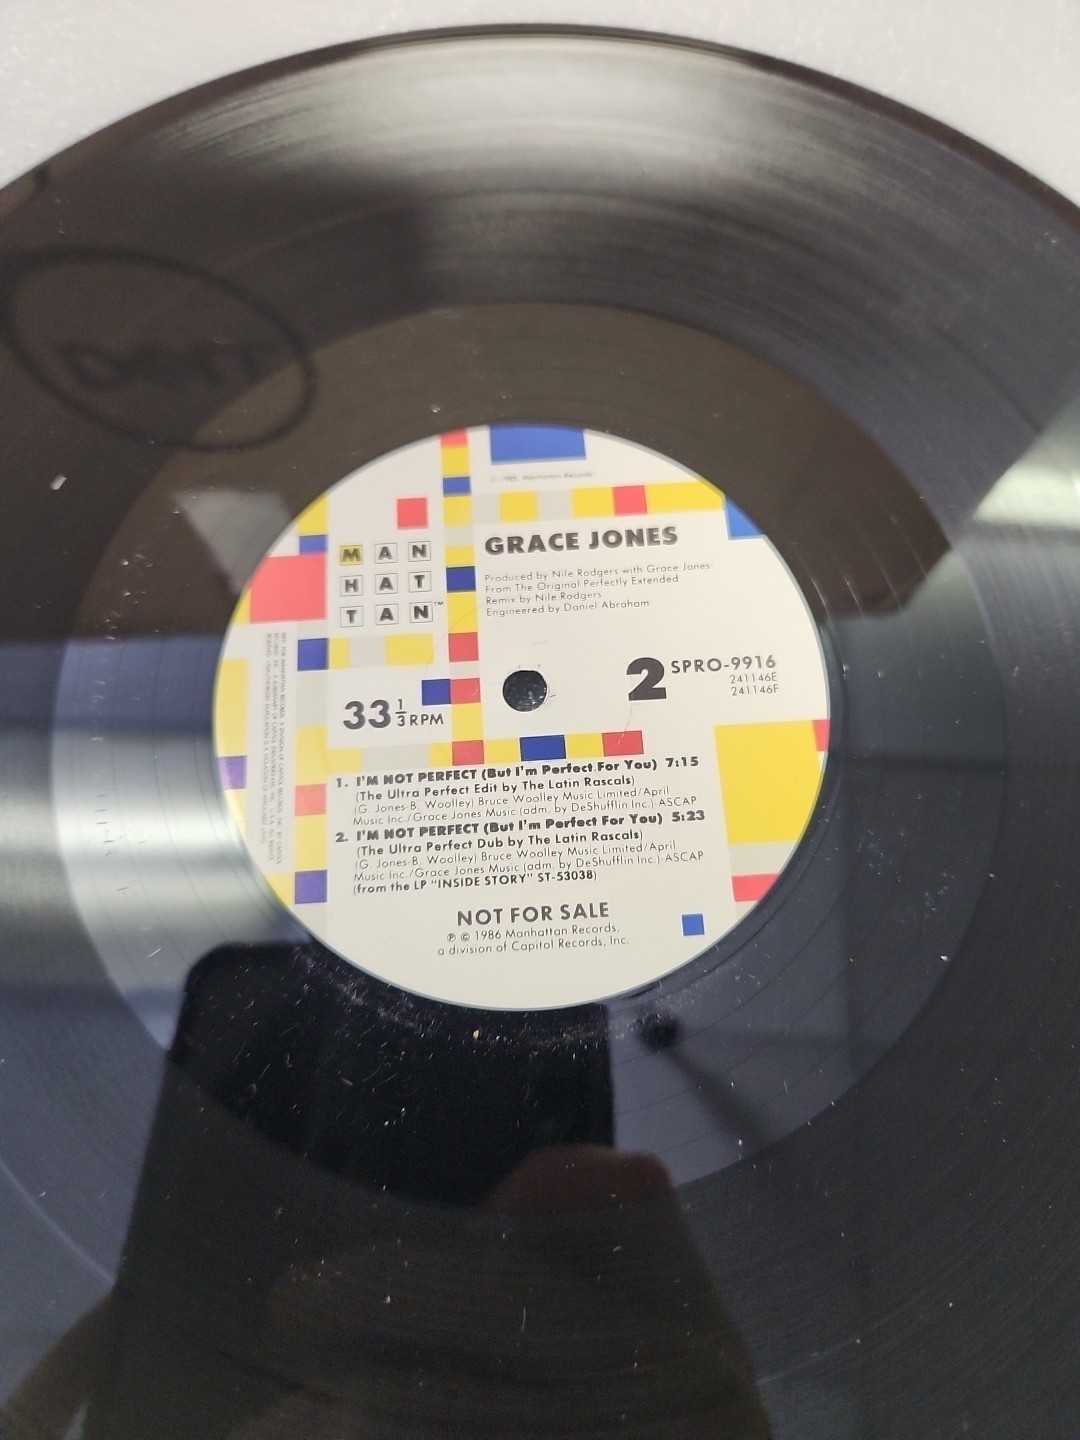 © 1985, Manhattan Records
MAN
HAT
TAN™
GRACE JONES
Produced by Nile Rodgers with Grace Jones
From The Original Perfectly Extended
Remix by Nile Rodgers
Engineered by Daniel Abraham
33 1/3 RPM
2 SPRO-9916
241146E
241146F
1. I'M NOT PERFECT (But I'm Perfect For You) 7:15
(The Ultra Perfect Edit by The Latin Rascals)
(G. Jones-B. Woolley) Bruce Woolley Music Limited/April
Music Inc./Grace Jones Music (adm. by DeShufflin Inc.)-ASCAP
2. I'M NOT PERFECT (But I'm Perfect For You) 5:23
(The Ultra Perfect Dub by The Latin Rascals)
(G. Jones-B. Woolley) Bruce Woolley Music Limited/April
Music Inc./Grace Jones Music (adm. by DeShufflin Inc.)-ASCAP
(from the LP "INSIDE STORY" ST-53038)
NOT FOR SALE
℗ © 1986 Manhattan Records,
a division of Capitol Records, Inc.